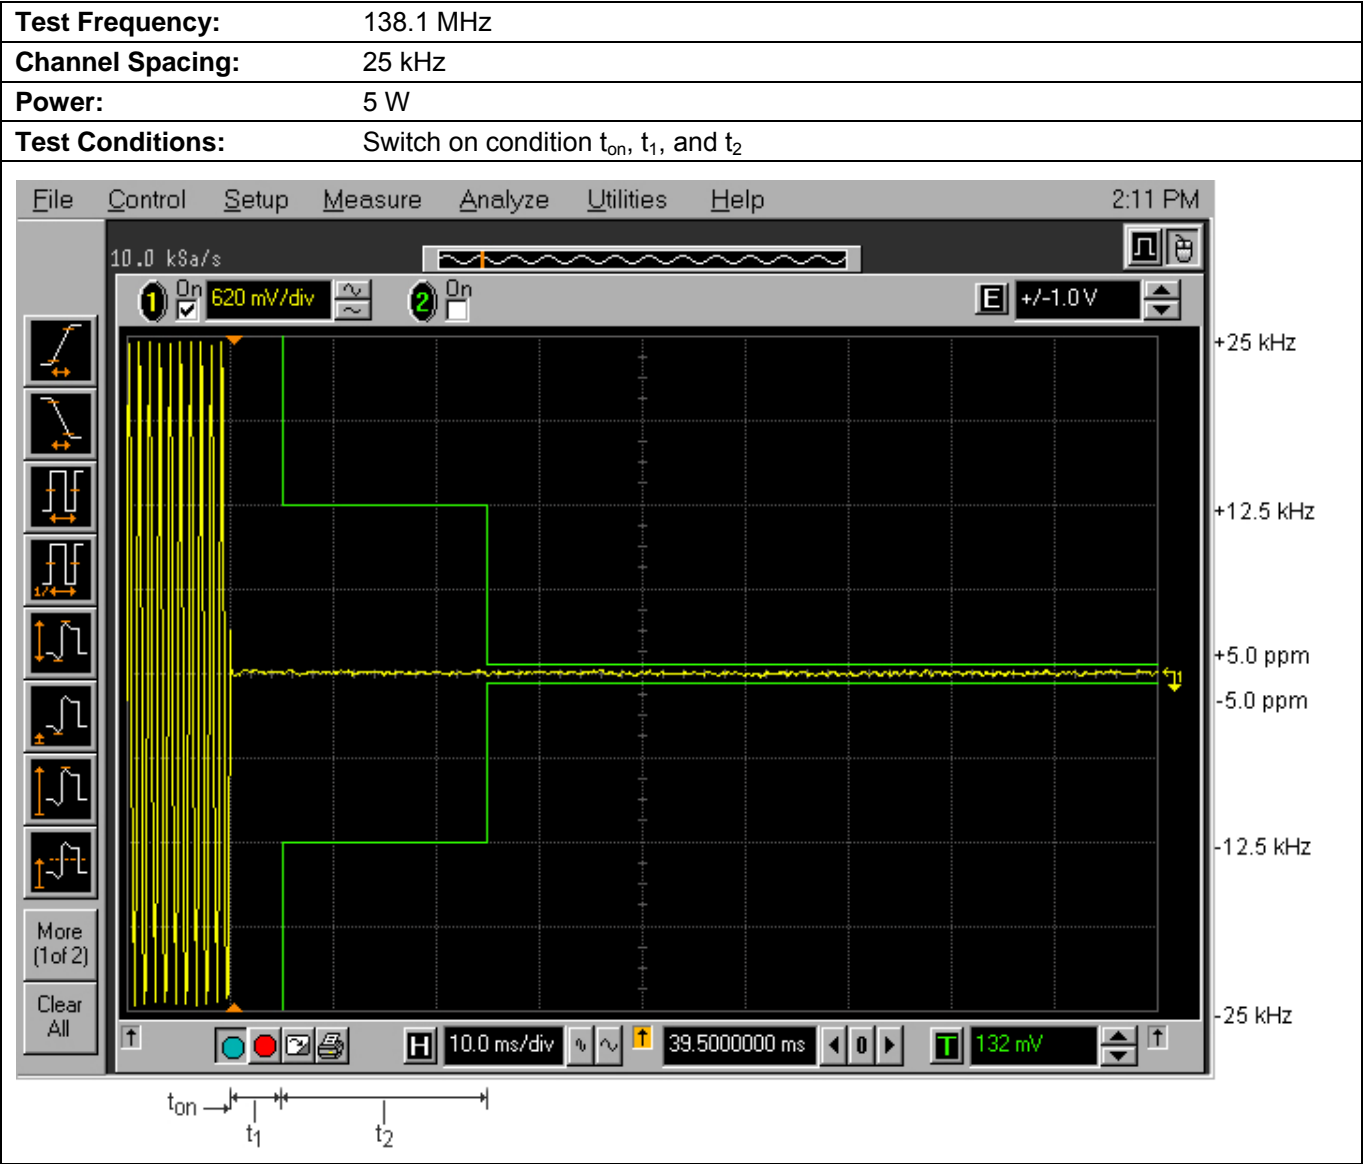 Test Frequency: 138.1 MHz
Channel Spacing: 25 kHz
Power: 5 W
Test Conditions: Switch on condition ton, t1, and t2
File Control Setup Measure Analyze Utilities Help 2:11 PM
10.0 kSa/s
1 On 620 mV/div 2 On E +/-1.0 V
+25 kHz
+12.5 kHz
1/
+5.0 ppm
1
-5.0 ppm
-12.5 kHz
More
(1of 2)
Clear
All
-25 kHz
H 10.0 ms/div 39.5000000 ms 0 T 132 mV
ton
t1
t2